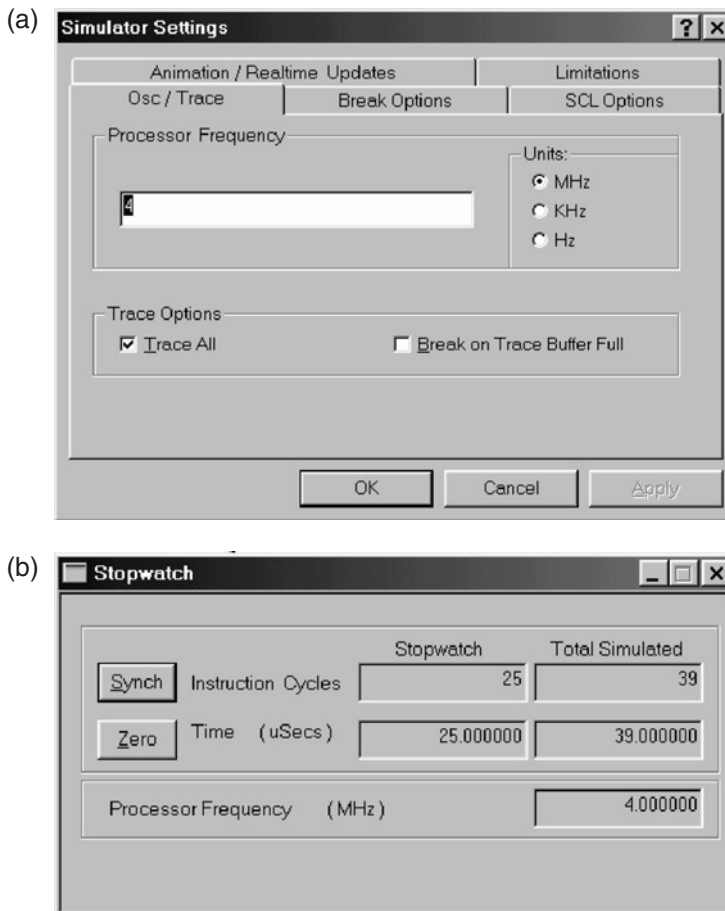 (a)
Simulator Settings
Animation / Realtime Updates Limitations
Osc / Trace Break Options SCL Options
Processor Frequency
Units:
4
MHz
KHz
Hz
Trace Options
Trace All Break on Trace Buffer Full
OK Cancel Apply
(b)
Stopwatch
Stopwatch Total Simulated
Synch Instruction Cycles 25 39
Zero Time (uSecs) 25.000000 39.000000
Processor Frequency (MHz) 4.000000